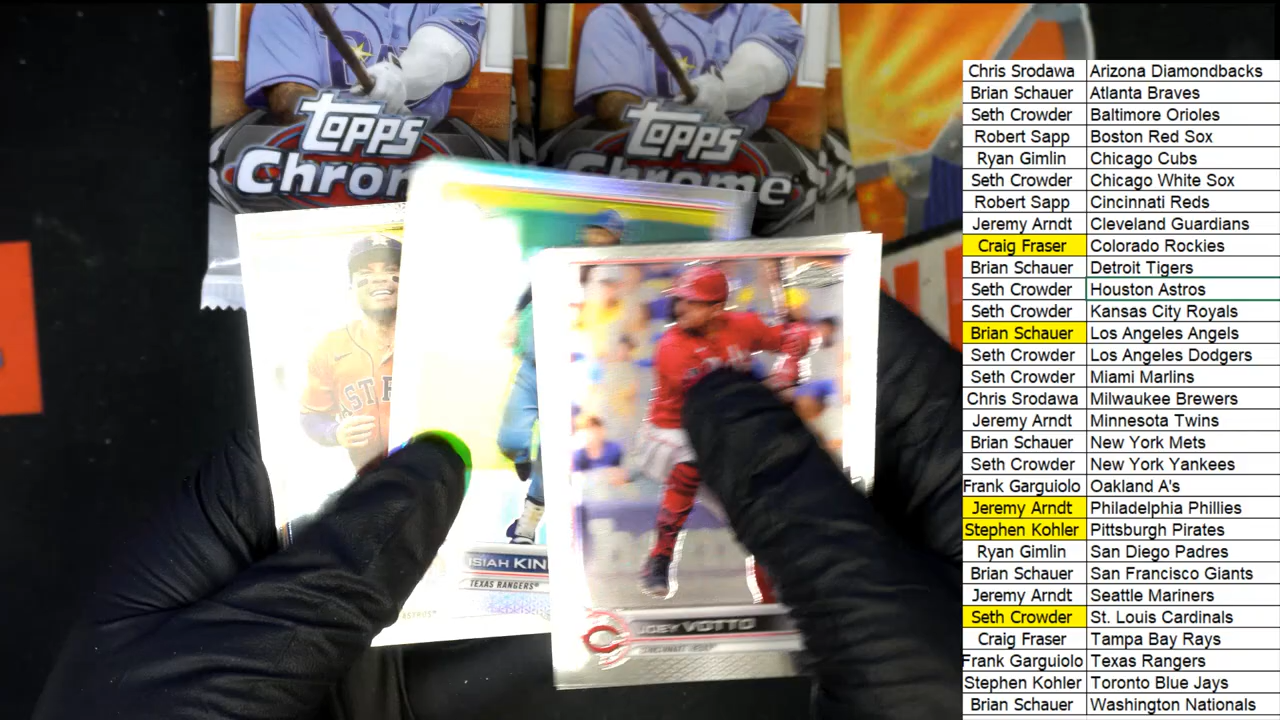 Topps
Chrom
Topps
Chrome
ASTR
ISIAH KIN
TEXAS RANGERS
ASTROS
JOEY VOTTO
CINCINNATI REDS
Chris Srodawa Arizona Diamondbacks
Brian Schauer Atlanta Braves
Seth Crowder Baltimore Orioles
Robert Sapp Boston Red Sox
Ryan Gimlin Chicago Cubs
Seth Crowder Chicago White Sox
Robert Sapp Cincinnati Reds
Jeremy Arndt Cleveland Guardians
Craig Fraser Colorado Rockies
Brian Schauer Detroit Tigers
Seth Crowder Houston Astros
Seth Crowder Kansas City Royals
Brian Schauer Los Angeles Angels
Seth Crowder Los Angeles Dodgers
Seth Crowder Miami Marlins
Chris Srodawa Milwaukee Brewers
Jeremy Arndt Minnesota Twins
Brian Schauer New York Mets
Seth Crowder New York Yankees
Frank Garguiolo Oakland A's
Jeremy Arndt Philadelphia Phillies
Stephen Kohler Pittsburgh Pirates
Ryan Gimlin San Diego Padres
Brian Schauer San Francisco Giants
Jeremy Arndt Seattle Mariners
Seth Crowder St. Louis Cardinals
Craig Fraser Tampa Bay Rays
Frank Garguiolo Texas Rangers
Stephen Kohler Toronto Blue Jays
Brian Schauer Washington Nationals